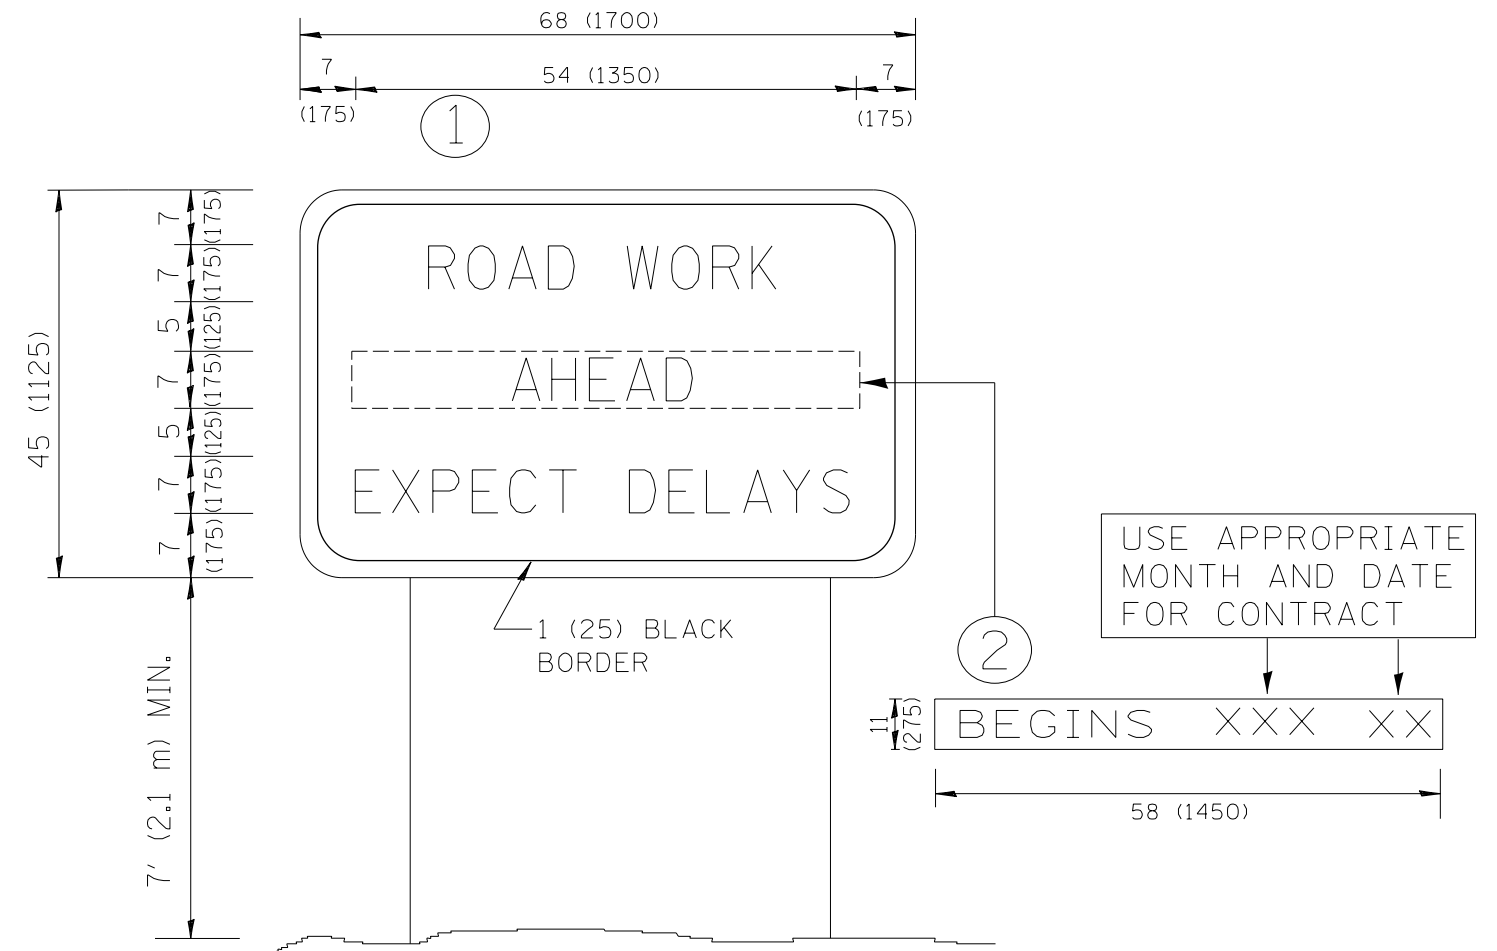 68 (1700)
7
54 (1350)
7
(175)
(175)
1
ROAD WORK
AHEAD
EXPECT DELAYS
7
(175)
7
(175)
5
(125)
7
(175)
5
(125)
7
(175)
7
(175)
45 (1125)
7' (2.1 m) MIN.
1 (25) BLACK
BORDER
USE APPROPRIATE
MONTH AND DATE
FOR CONTRACT
2
11
(275)
BEGINS XXX XX
58 (1450)